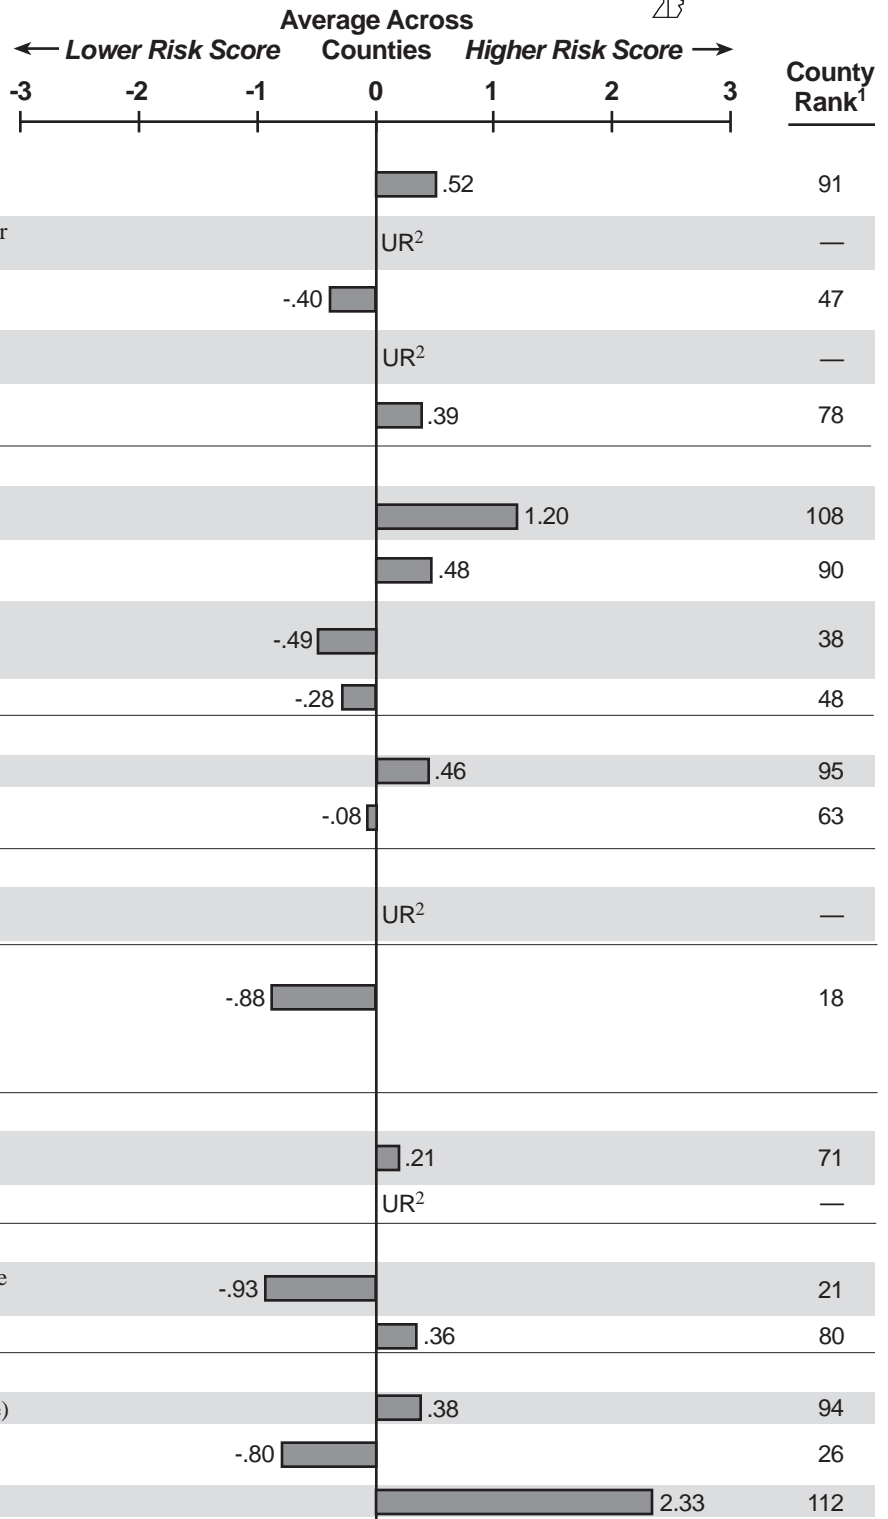 Average Across
← Lower Risk Score Counties Higher Risk Score →
County
Rank¹
-3 -2 -1 0 1 2 3
.52 91
r UR² —
-.40 47
UR² —
.39 78
1.20 108
.48 90
-.49 38
-.28 48
.46 95
-.08 63
UR² —
-.88 18
.21 71
UR² —
e -.93 21
.36 80
) .38 94
-.80 26
2.33 112